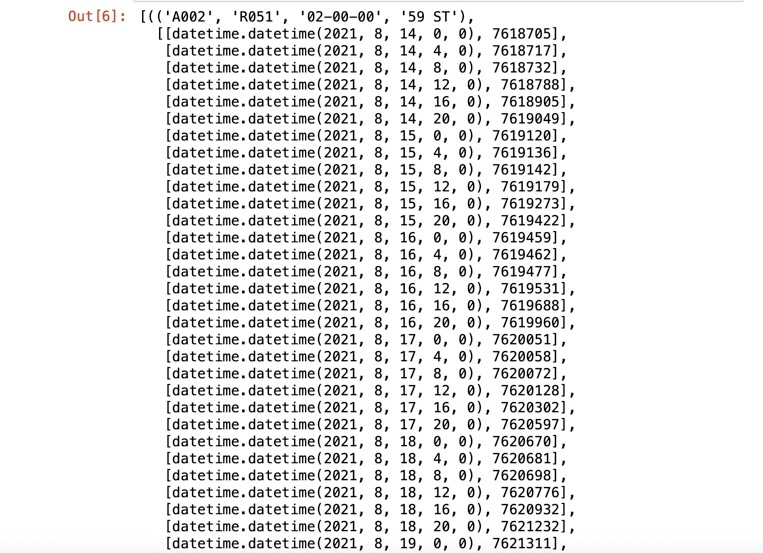 Out[6]: [(('A002', 'R051', '02-00-00', '59 ST'),
[[datetime.datetime(2021, 8, 14, 0, 0), 7618705],
[datetime.datetime(2021, 8, 14, 4, 0), 7618717],
[datetime.datetime(2021, 8, 14, 8, 0), 7618732],
[datetime.datetime(2021, 8, 14, 12, 0), 7618788],
[datetime.datetime(2021, 8, 14, 16, 0), 7618905],
[datetime.datetime(2021, 8, 14, 20, 0), 7619049],
[datetime.datetime(2021, 8, 15, 0, 0), 7619120],
[datetime.datetime(2021, 8, 15, 4, 0), 7619136],
[datetime.datetime(2021, 8, 15, 8, 0), 7619142],
[datetime.datetime(2021, 8, 15, 12, 0), 7619179],
[datetime.datetime(2021, 8, 15, 16, 0), 7619273],
[datetime.datetime(2021, 8, 15, 20, 0), 7619422],
[datetime.datetime(2021, 8, 16, 0, 0), 7619459],
[datetime.datetime(2021, 8, 16, 4, 0), 7619462],
[datetime.datetime(2021, 8, 16, 8, 0), 7619477],
[datetime.datetime(2021, 8, 16, 12, 0), 7619531],
[datetime.datetime(2021, 8, 16, 16, 0), 7619688],
[datetime.datetime(2021, 8, 16, 20, 0), 7619960],
[datetime.datetime(2021, 8, 17, 0, 0), 7620051],
[datetime.datetime(2021, 8, 17, 4, 0), 7620058],
[datetime.datetime(2021, 8, 17, 8, 0), 7620072],
[datetime.datetime(2021, 8, 17, 12, 0), 7620128],
[datetime.datetime(2021, 8, 17, 16, 0), 7620302],
[datetime.datetime(2021, 8, 17, 20, 0), 7620597],
[datetime.datetime(2021, 8, 18, 0, 0), 7620670],
[datetime.datetime(2021, 8, 18, 4, 0), 7620681],
[datetime.datetime(2021, 8, 18, 8, 0), 7620698],
[datetime.datetime(2021, 8, 18, 12, 0), 7620776],
[datetime.datetime(2021, 8, 18, 16, 0), 7620932],
[datetime.datetime(2021, 8, 18, 20, 0), 7621232],
[datetime.datetime(2021, 8, 19, 0, 0), 7621311],